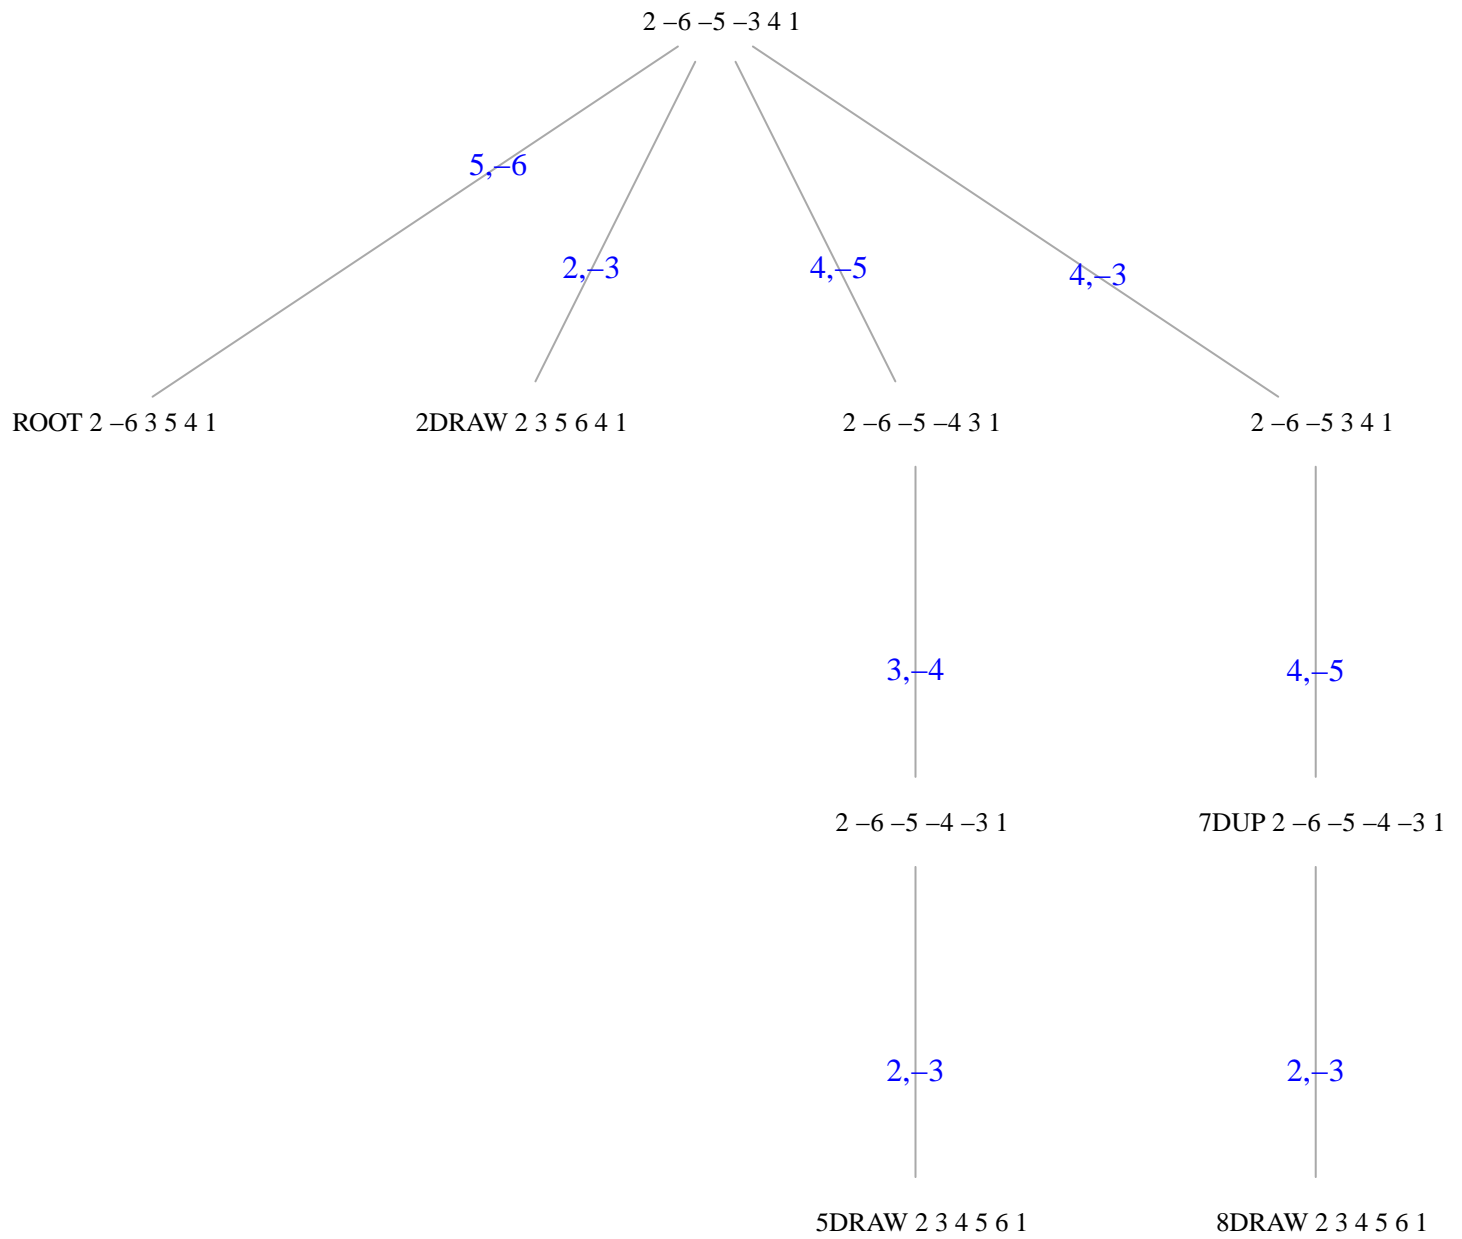 2 –6 –5 –3 4 1
5,–6
2,–3
4,–5
4,–3
ROOT 2 –6 3 5 4 1
2DRAW 2 3 5 6 4 1
2 –6 –5 –4 3 1
2 –6 –5 3 4 1
3,–4
4,–5
2 –6 –5 –4 –3 1
7DUP 2 –6 –5 –4 –3 1
2,–3
2,–3
5DRAW 2 3 4 5 6 1
8DRAW 2 3 4 5 6 1